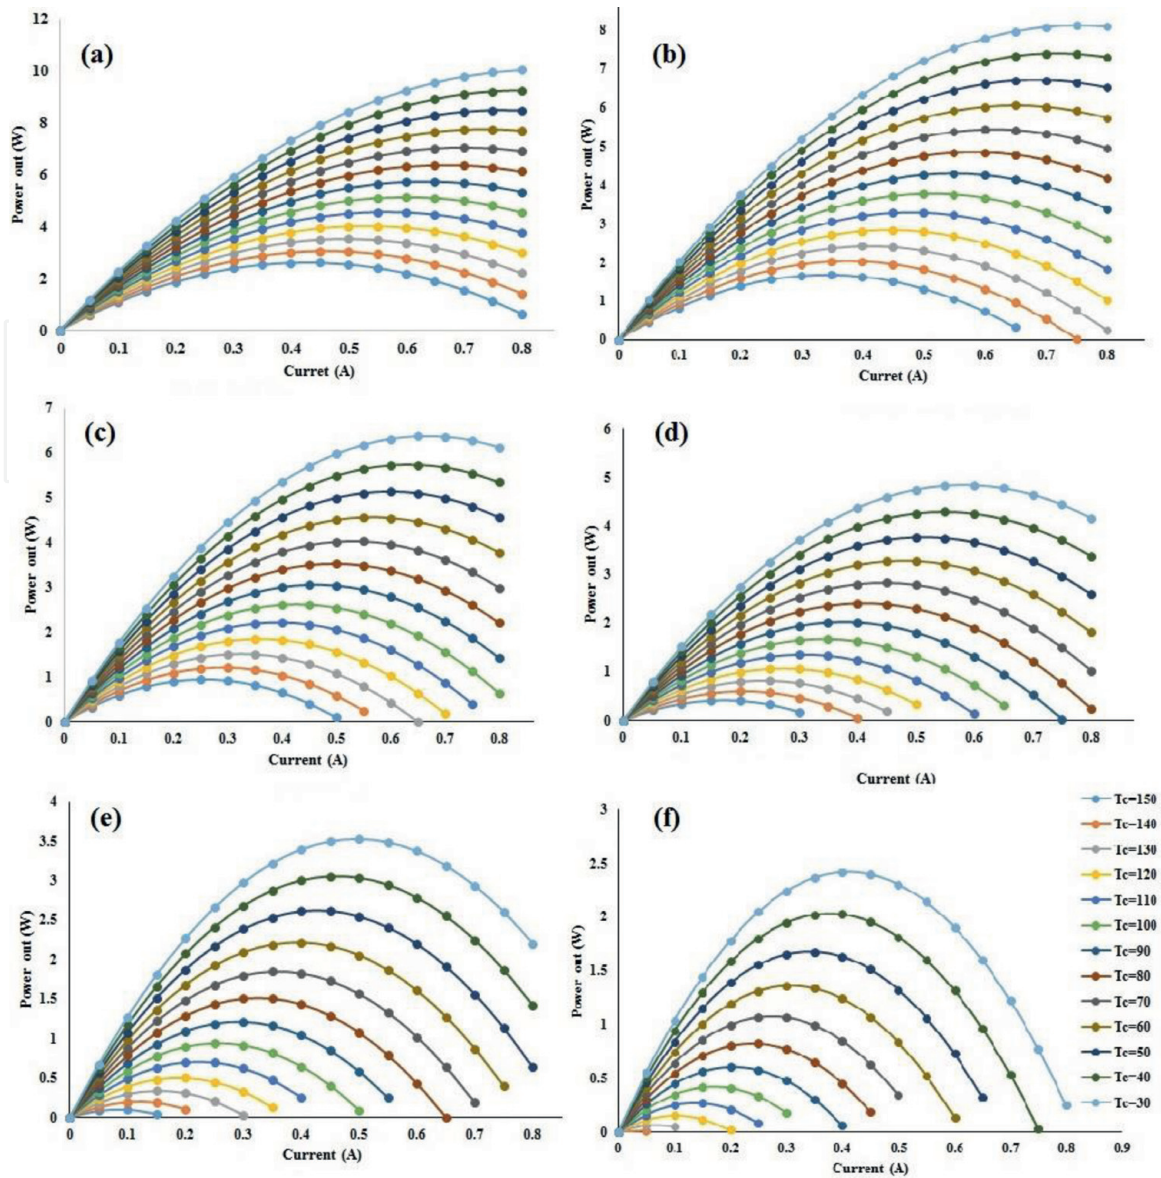 (a)
Power out (W)
12
10
8
6
4
2
0
0 0.1 0.2 0.3 0.4 0.5 0.6 0.7 0.8
Curret (A)
(b)
Power out (W)
8
7
6
5
4
3
2
1
0
0 0.1 0.2 0.3 0.4 0.5 0.6 0.7 0.8
Curret (A)
(c)
Power out (W)
7
6
5
4
3
2
1
0
0 0.1 0.2 0.3 0.4 0.5 0.6 0.7 0.8
Current (A)
(d)
Power out (W)
6
5
4
3
2
1
0
0 0.1 0.2 0.3 0.4 0.5 0.6 0.7 0.8
Current (A)
(e)
Power out (W)
4
3.5
3
2.5
2
1.5
1
0.5
0
0 0.1 0.2 0.3 0.4 0.5 0.6 0.7 0.8
Current (A)
(f)
Power out (W)
3
2.5
2
1.5
1
0.5
0
0 0.1 0.2 0.3 0.4 0.5 0.6 0.7 0.8 0.9
Current (A)
Tc=150
Tc=140
Tc=130
Tc=120
Tc=110
Tc=100
Tc=90
Tc=80
Tc=70
Tc=60
Tc=50
Tc=40
Tc=30